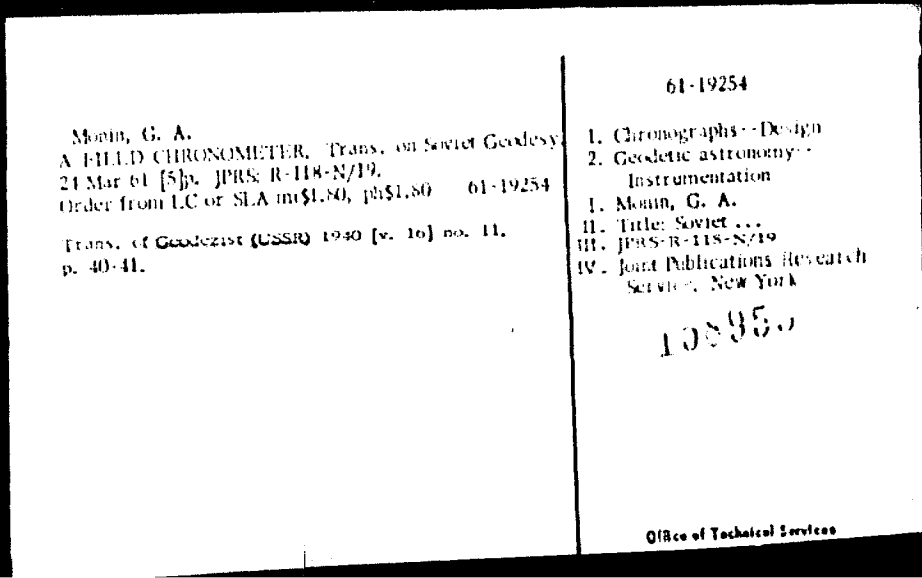 Monin, G. A.
A FIELD CHRONOMETER. Trans. on Soviet Geodesy.
21 Mar 61 [5]p. JPRS: R-118-N/19.
Order from LC or SLA mi$1.80, ph$1.80 61-19254
Trans. of Geodezist (USSR) 1940 [v. 16] no. 11,
p. 40-41.
61-19254
1. Chronographs--Design
2. Geodetic astronomy--
Instrumentation
I. Monin, G. A.
II. Title: Soviet ...
III. JPRS-R-118-N/19
IV. Joint Publications Research
Service, New York
Office of Technical Services